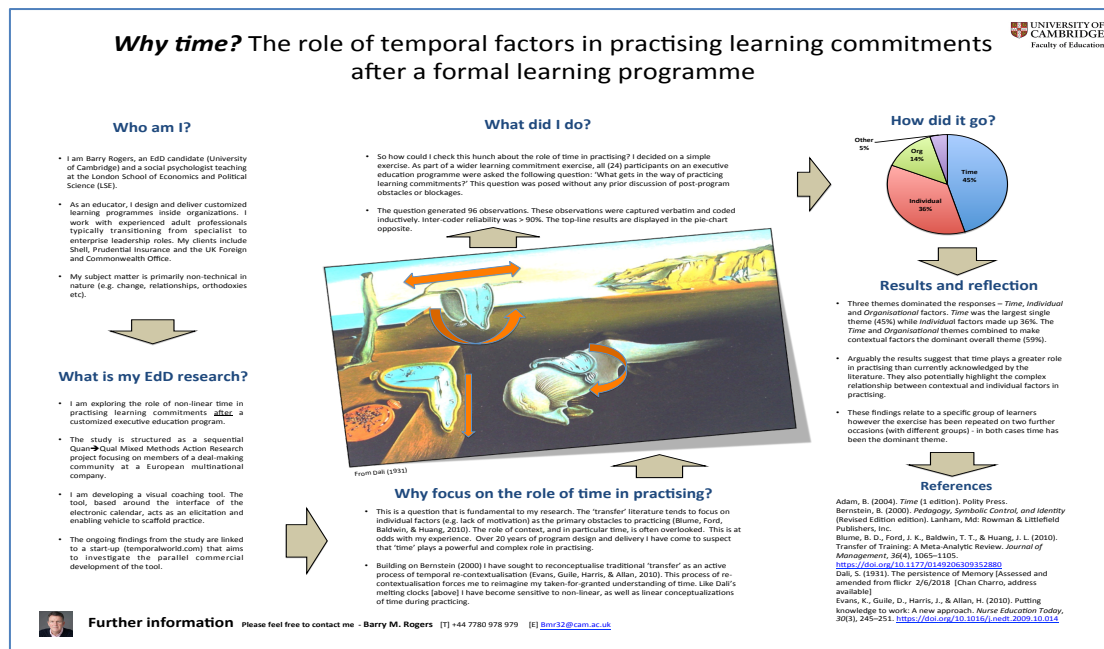 Why time? The role of temporal factors in practising learning commitments
after a formal learning programme
UNIVERSITY OF
CAMBRIDGE
Faculty of Education
Who am I?
• I am Barry Rogers, an EdD candidate (University
of Cambridge) and a social psychologist teaching
at the London School of Economics and Political
Science (LSE).
• As an educator, I design and deliver customized
learning programmes inside organizations. I
work with experienced adult professionals
typically transitioning from specialist to
enterprise leadership roles. My clients include
Shell, Prudential Insurance and the UK Foreign
and Commonwealth Office.
• My subject matter is primarily non-technical in
nature (e.g. change, relationships, orthodoxies
etc).
What is my EdD research?
• I am exploring the role of non-linear time in
practising learning commitments after a
customized executive education program.
• The study is structured as a sequential
Quan➔Qual Mixed Methods Action Research
project focusing on members of a deal-making
community at a European multinational
company.
• I am developing a visual coaching tool. The
tool, based around the interface of the
electronic calendar, acts as an elicitation and
enabling vehicle to scaffold practice.
• The ongoing findings from the study are linked
to a start-up (temporalworld.com) that aims to
investigate the parallel commercial
development of the tool.
What did I do?
• So how could I check this hunch about the role of time in practising? I decided on a simple
exercise. As part of a wider learning commitment exercise, all (24) participants on an executive
education programme were asked the following question: 'What gets in the way of practicing
learning commitments?' This question was posed without any prior discussion of post-program
obstacles or blockages.
• The question generated 96 observations. These observations were captured verbatim and coded
inductively. Inter-coder reliability was > 90%. The top-line results are displayed in the pie-chart
opposite.
From Dali (1931)
Why focus on the role of time in practising?
• This is a question that is fundamental to my research. The 'transfer' literature tends to focus on
individual factors (e.g. lack of motivation) as the primary obstacles to practicing (Blume, Ford,
Baldwin, & Huang, 2010). The role of context, and in particular time, is often overlooked. This is at
odds with my experience. Over 20 years of program design and delivery I have come to suspect
that 'time' plays a powerful and complex role in practising.
• Building on Bernstein (2000) I have sought to reconceptualise traditional 'transfer' as an active
process of temporal re-contextualisation (Evans, Guile, Harris, & Allan, 2010). This process of re-
contextualisation forces me to reimagine my taken-for-granted understanding of time. Like Dali's
melting clocks [above] I have become sensitive to non-linear, as well as linear conceptualizations
of time during practicing.
How did it go?
Other
5%
Org
14%
Time
45%
Individual
36%
Results and reflection
• Three themes dominated the responses – Time, Individual
and Organisational factors. Time was the largest single
theme (45%) while Individual factors made up 36%. The
Time and Organisational themes combined to make
contextual factors the dominant overall theme (59%).
• Arguably the results suggest that time plays a greater role
in practising than currently acknowledged by the
literature. They also potentially highlight the complex
relationship between contextual and individual factors in
practising.
• These findings relate to a specific group of learners
however the exercise has been repeated on two further
occasions (with different groups) - in both cases time has
been the dominant theme.
References
Adam, B. (2004). Time (1 edition). Polity Press.
Bernstein, B. (2000). Pedagogy, Symbolic Control, and Identity
(Revised Edition edition). Lanham, Md: Rowman & Littlefield
Publishers, Inc.
Blume, B. D., Ford, J. K., Baldwin, T. T., & Huang, J. L. (2010).
Transfer of Training: A Meta-Analytic Review. Journal of
Management, 36(4), 1065–1105.
https://doi.org/10.1177/0149206309352880
Dali, S. (1931). The persistence of Memory [Assessed and
amended from flickr 2/6/2018 [Chan Charro, address
available]
Evans, K., Guile, D., Harris, J., & Allan, H. (2010). Putting
knowledge to work: A new approach. Nurse Education Today,
30(3), 245–251. https://doi.org/10.1016/j.nedt.2009.10.014
Further information Please feel free to contact me - Barry M. Rogers [T] +44 7780 978 979 [E] Bmr32@cam.ac.uk